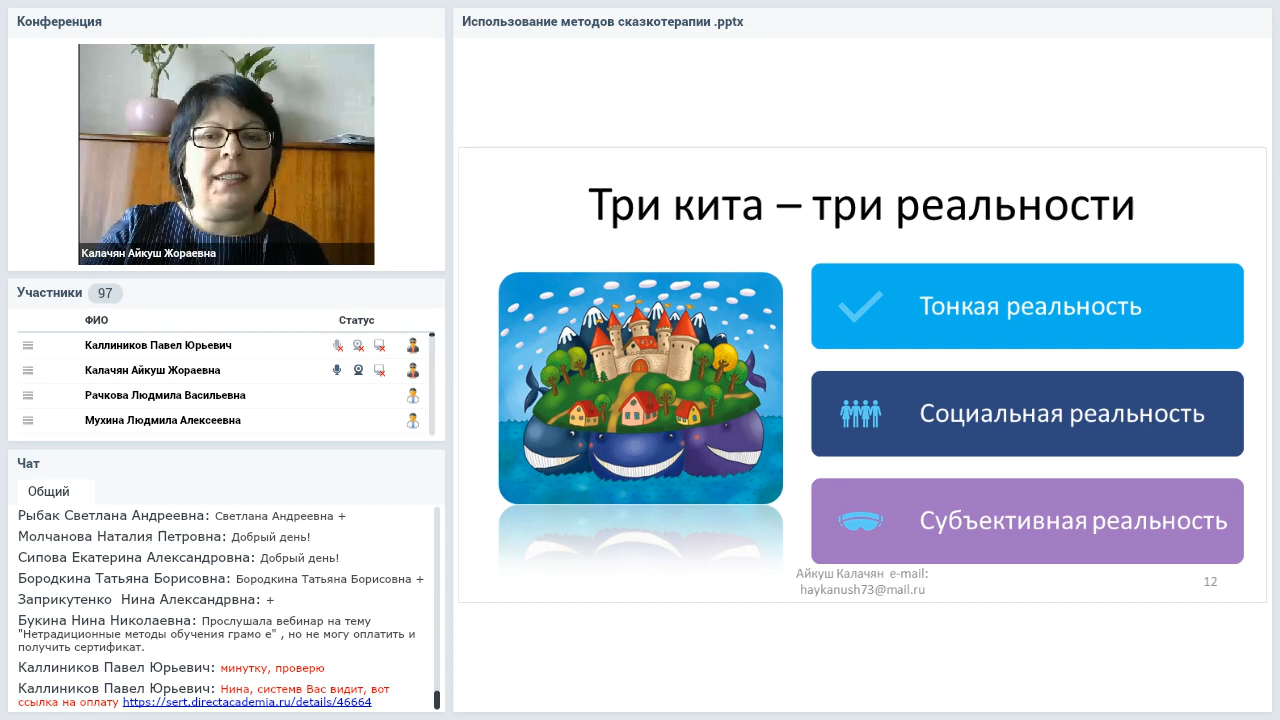 Конференция
Калачян Айкуш Жораевна
Участники 97
ФИО Статус
Каллиников Павел Юрьевич
Калачян Айкуш Жораевна
Рачкова Людмила Васильевна
Мухина Людмила Алексеевна
Чат
Общий
Рыбак Светлана Андреевна: Светлана Андреевна +
Молчанова Наталия Петровна: Добрый день!
Сипова Екатерина Александровна: Добрый день!
Бородкина Татьяна Борисовна: Бородкина Татьяна Борисовна +
Заприкутенко Нина Александрвна: +
Букина Нина Николаевна: Прослушала вебинар на тему
"Нетрадиционные методы обучения грамо е" , но не могу оплатить и
получить сертификат.
Каллиников Павел Юрьевич: минутку, проверю
Каллиников Павел Юрьевич: Нина, системв Вас видит, вот
ссылка на оплату https://sert.directacademia.ru/details/46664
Использование методов сказкотерапии .pptx
Три кита – три реальности
Тонкая реальность
Социальная реальность
Субъективная реальность
Айкуш Калачян e-mail:
haykanush73@mail.ru
12